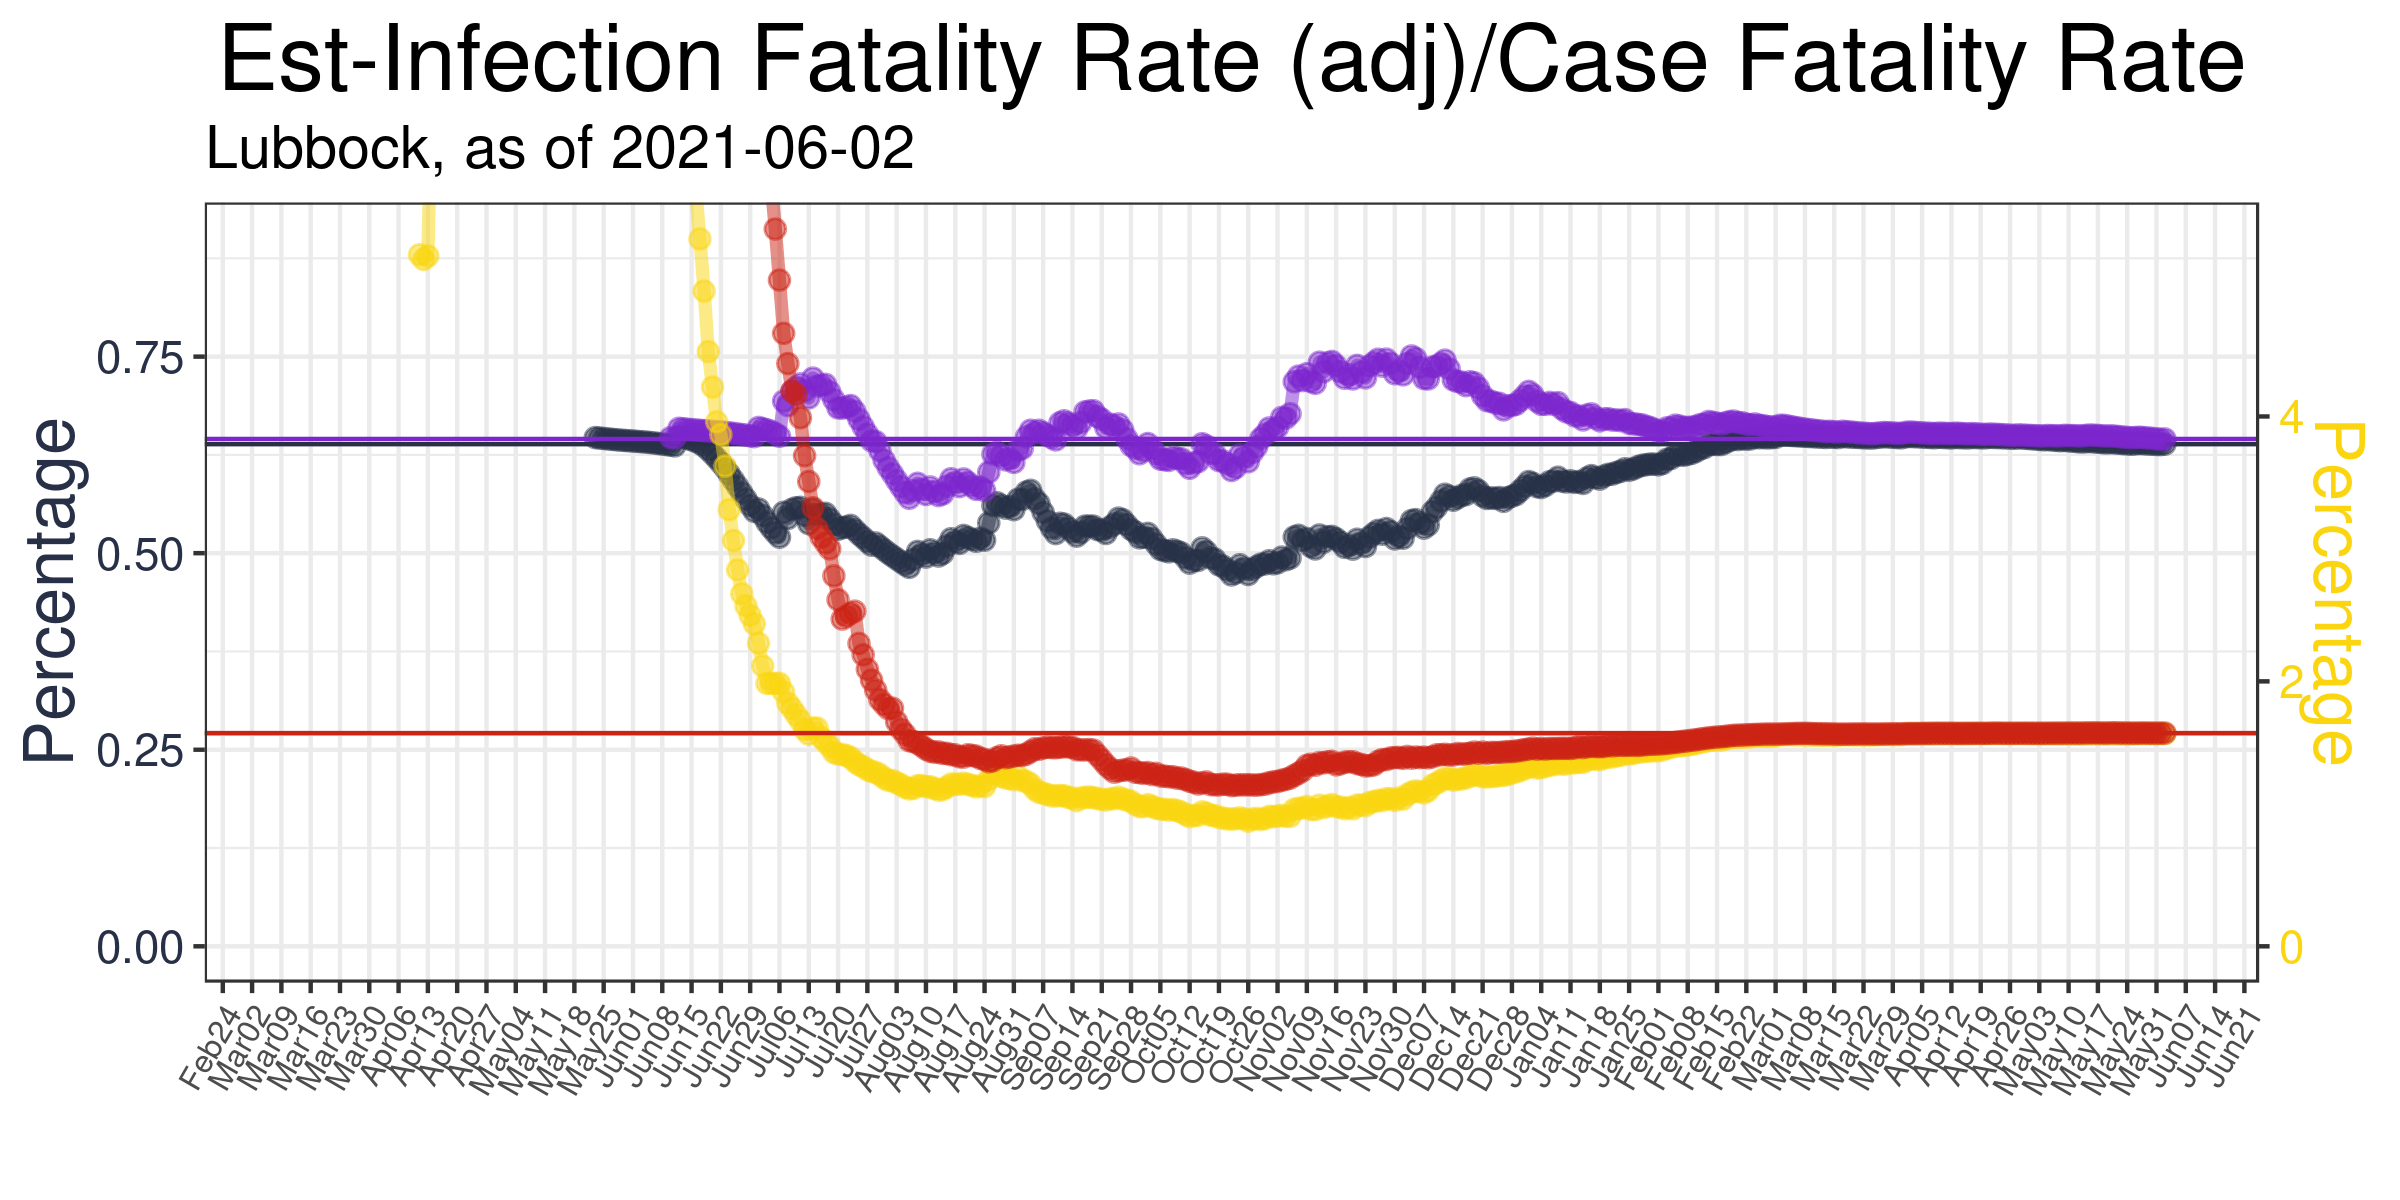 Est-Infection Fatality Rate (adj)/Case Fatality Rate
Lubbock, as of 2021-06-02
Percentage
0.75
0.50
0.25
0.00
4
2
0
Percentage
Feb24
Mar02
Mar09
Mar16
Mar23
Mar30
Apr06
Apr13
Apr20
Apr27
May04
May11
May18
May25
Jun01
Jun08
Jun15
Jun22
Jun29
Jul06
Jul13
Jul20
Jul27
Aug03
Aug10
Aug17
Aug24
Aug31
Sep07
Sep14
Sep21
Sep28
Oct05
Oct12
Oct19
Oct26
Nov02
Nov09
Nov16
Nov23
Nov30
Dec07
Dec14
Dec21
Dec28
Jan04
Jan11
Jan18
Jan25
Feb01
Feb08
Feb15
Feb22
Mar01
Mar08
Mar15
Mar22
Mar29
Apr05
Apr12
Apr19
Apr26
May03
May10
May17
May24
May31
Jun07
Jun14
Jun21